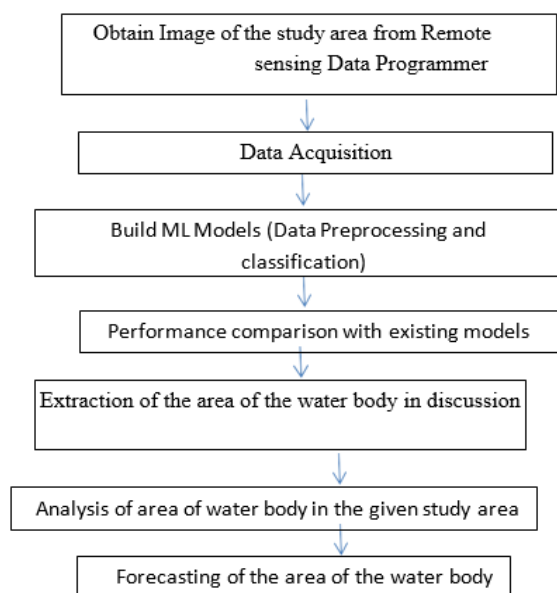 Obtain Image of the study area from Remote
sensing Data Programmer
Data Acquisition
Build ML Models (Data Preprocessing and
classification)
Performance comparison with existing models
Extraction of the area of the water body in discussion
Analysis of area of water body in the given study area
Forecasting of the area of the water body